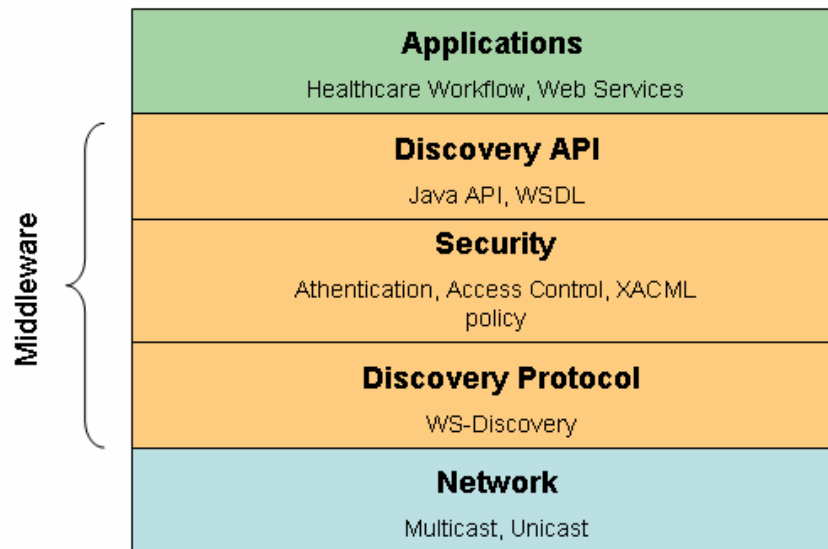 Applications
Healthcare Workflow, Web Services
Discovery API
Java API, WSDL
Middleware
Security
Athentication, Access Control, XACML
policy
Discovery Protocol
WS-Discovery
Network
Multicast, Unicast